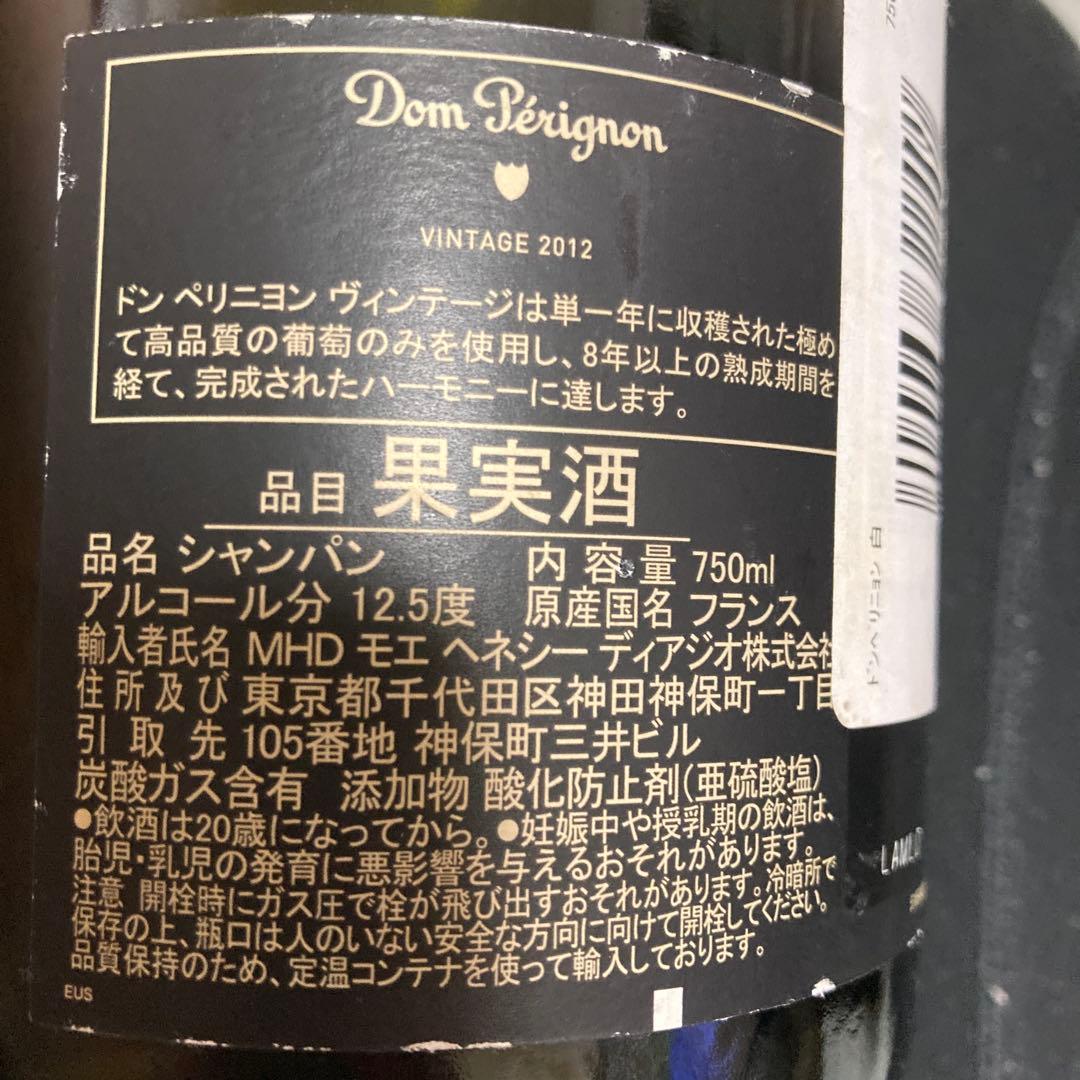 Dom Pérignon
VINTAGE 2012
ドン ペリニヨン ヴィンテージは単一年に収穫された極め
て高品質の葡萄のみを使用し、8年以上の熟成期間を
経て、完成されたハーモニーに達します。
品目 果実酒
品名 シャンパン 内容量 750ml
アルコール分 12.5度 原産国名 フランス
輸入者氏名 MHD モエ ヘネシー ディアジオ株式会社
住所及び 東京都千代田区神田神保町一丁目
引取先 105番地 神保町三井ビル
炭酸ガス含有 添加物 酸化防止剤(亜硫酸塩)
●飲酒は20歳になってから。●妊娠中や授乳期の飲酒は、
胎児・乳児の発育に悪影響を与えるおそれがあります。
注意 開栓時にガス圧で栓が飛び出すおそれがあります。冷暗所で
保存の上、瓶口は人のいない安全な方向に向けて開栓してください。
品質保持のため、定温コンテナを使って輸入しております。
EUS
ドンペリニヨン 白